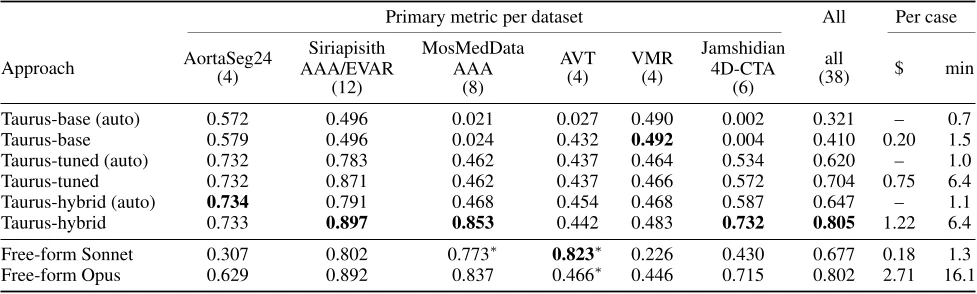 Primary metric per dataset All Per case
Approach AortaSeg24 (4) Siriapisith AAA/EVAR (12) MosMedData AAA (8) AVT (4) VMR (4) Jamshidian 4D-CTA (6) all (38) $ min
Taurus-base (auto) 0.572 0.496 0.021 0.027 0.490 0.002 0.321 – 0.7
Taurus-base 0.579 0.496 0.024 0.432 0.492 0.004 0.410 0.20 1.5
Taurus-tuned (auto) 0.732 0.783 0.462 0.437 0.464 0.534 0.620 – 1.0
Taurus-tuned 0.732 0.871 0.462 0.437 0.466 0.572 0.704 0.75 6.4
Taurus-hybrid (auto) 0.734 0.791 0.468 0.454 0.468 0.587 0.647 – 1.1
Taurus-hybrid 0.733 0.897 0.853 0.442 0.483 0.732 0.805 1.22 6.4
Free-form Sonnet 0.307 0.802 0.773* 0.823* 0.226 0.430 0.677 0.18 1.3
Free-form Opus 0.629 0.892 0.837 0.466* 0.446 0.715 0.802 2.71 16.1